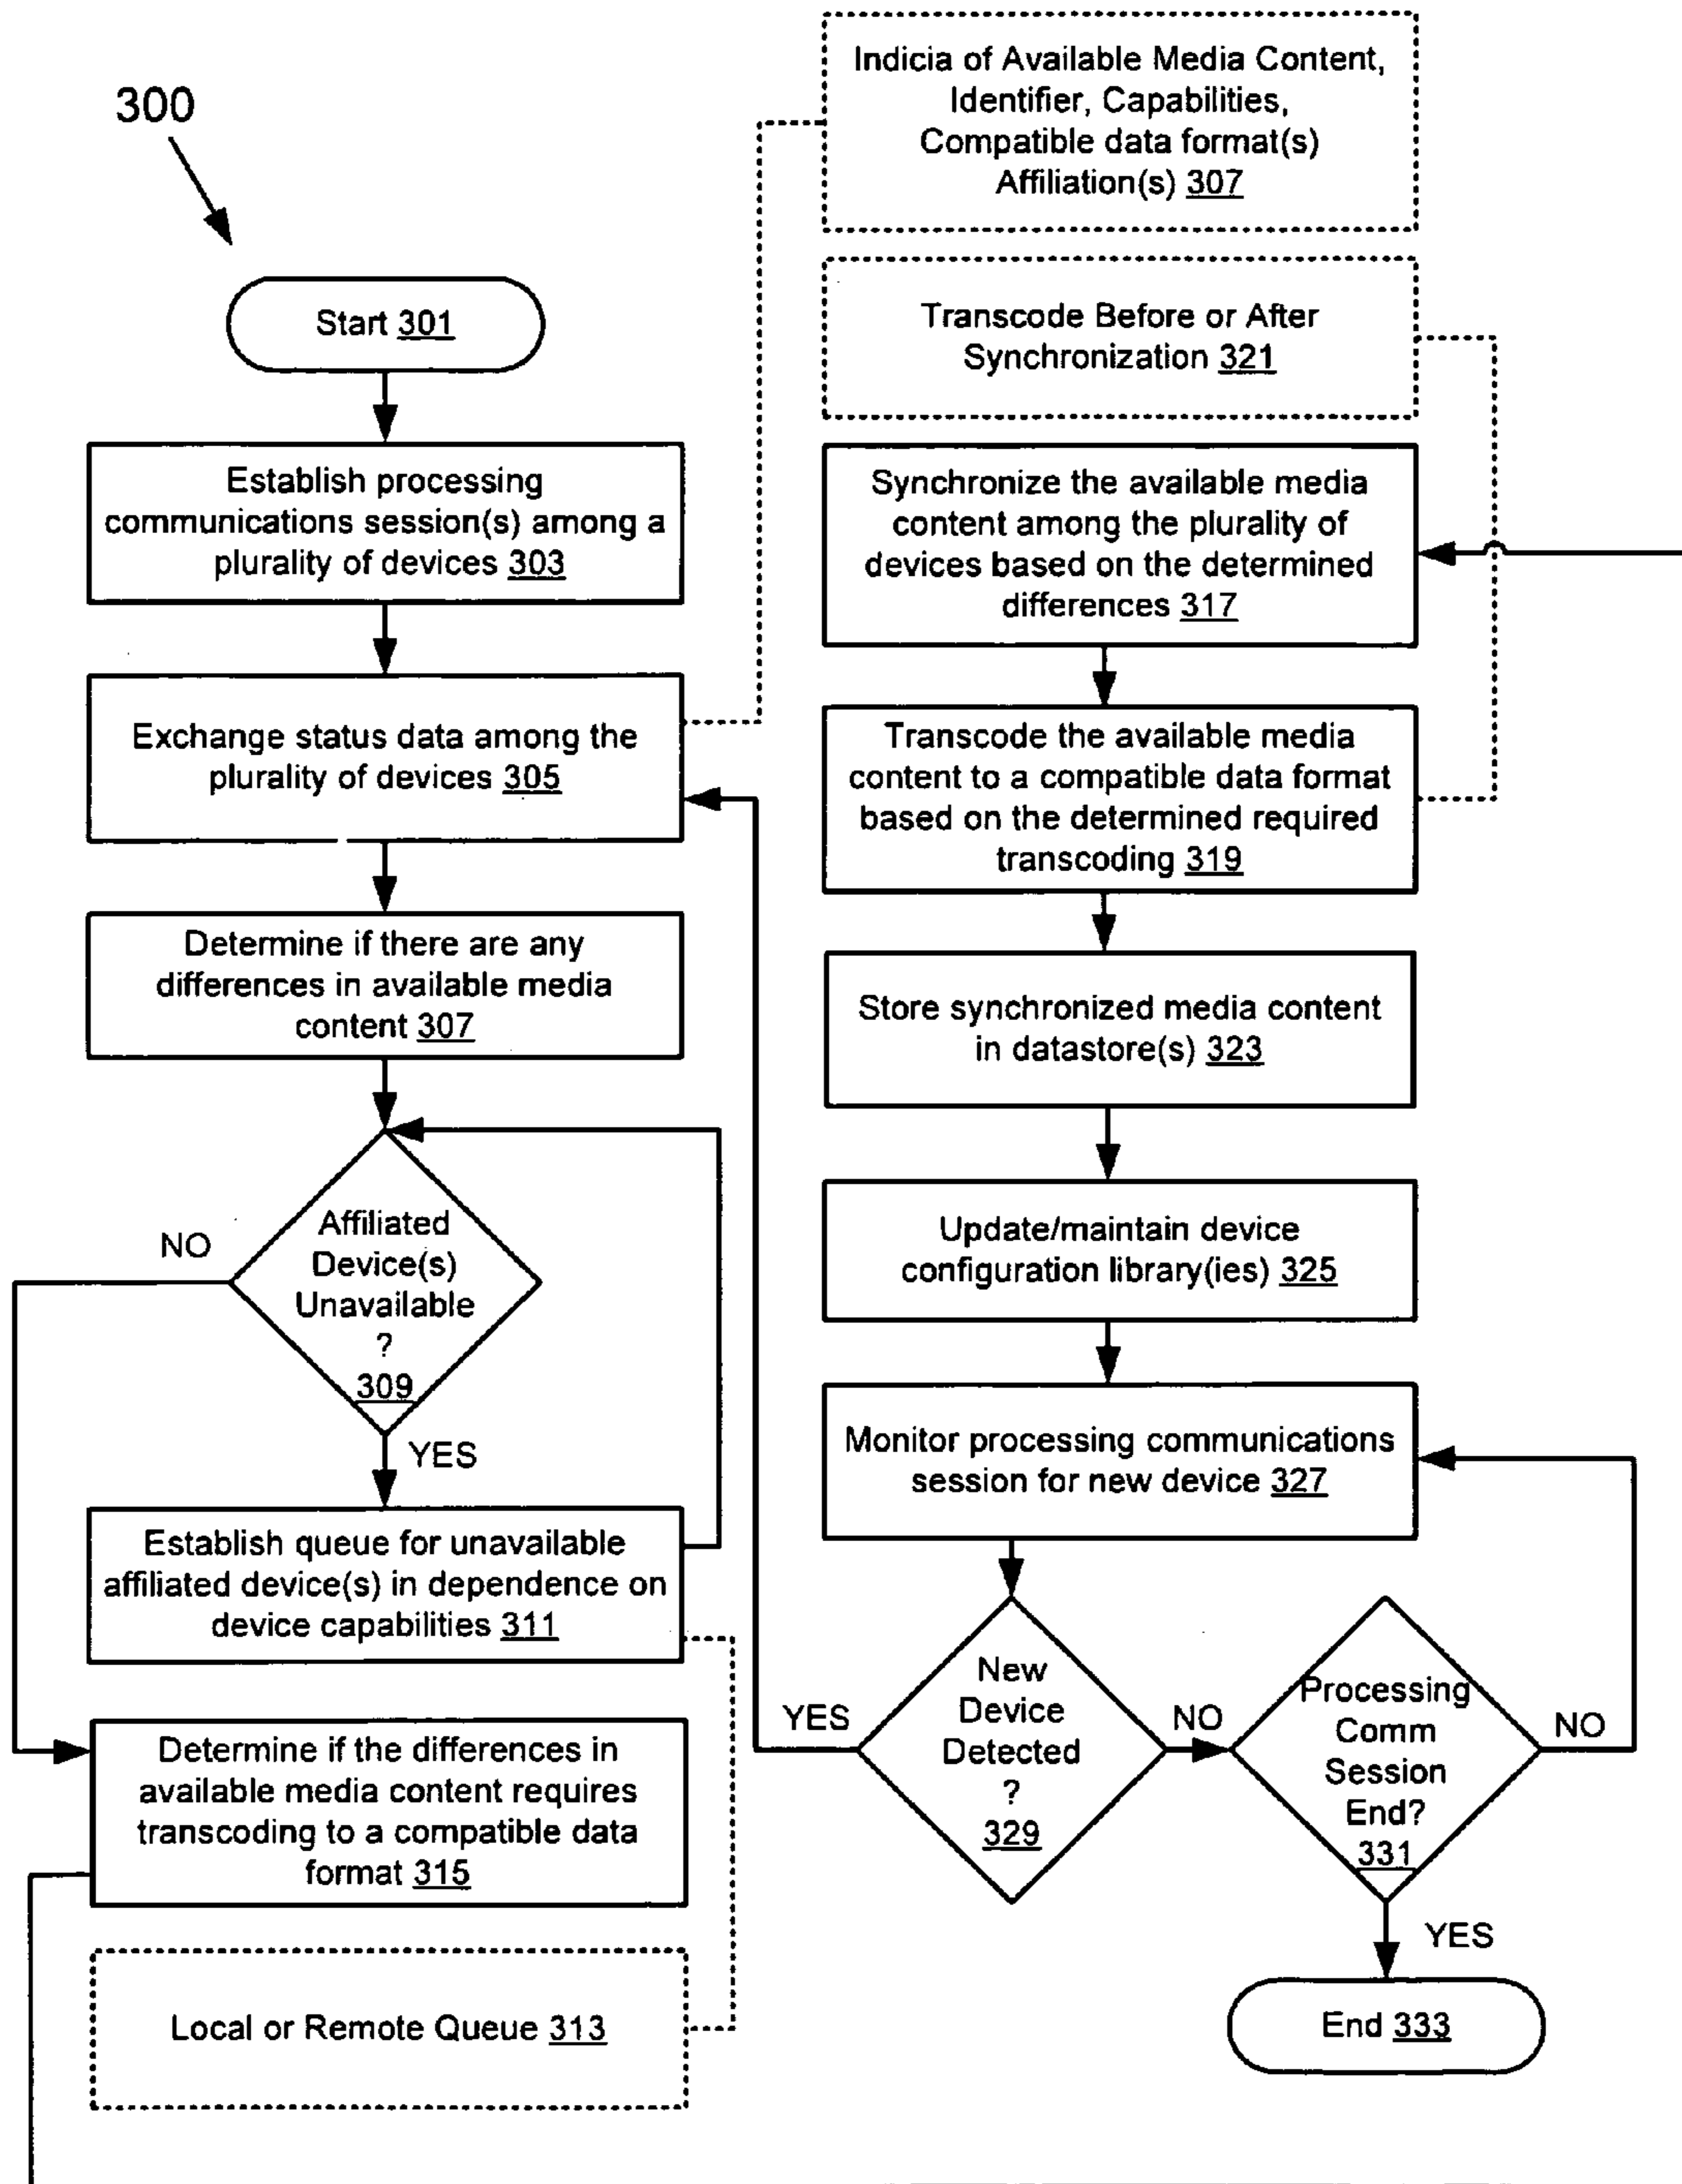 300
Start 301
Establish processing
communications session(s) among a
plurality of devices 303
Exchange status data among the
plurality of devices 305
Determine if there are any
differences in available media
content 307
Affiliated
Device(s)
Unavailable
?
309
NO
YES
Establish queue for unavailable
affiliated device(s) in dependence on
device capabilities 311
Determine if the differences in
available media content requires
transcoding to a compatible data
format 315
Local or Remote Queue 313
Indicia of Available Media Content,
Identifier, Capabilities,
Compatible data format(s)
Affiliation(s) 307
Transcode Before or After
Synchronization 321
Synchronize the available media
content among the plurality of
devices based on the determined
differences 317
Transcode the available media
content to a compatible data format
based on the determined required
transcoding 319
Store synchronized media content
in datastore(s) 323
Update/maintain device
configuration library(ies) 325
Monitor processing communications
session for new device 327
New
Device
Detected
?
329
YES
NO
Processing
Comm
Session
End?
331
NO
YES
End 333